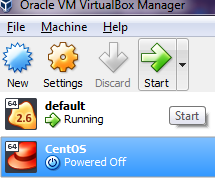 Oracle VM VirtualBox Manager
File Machine Help
New Settings Discard Start
64 default
2.6 Running
Start
64 CentOS
Powered Off